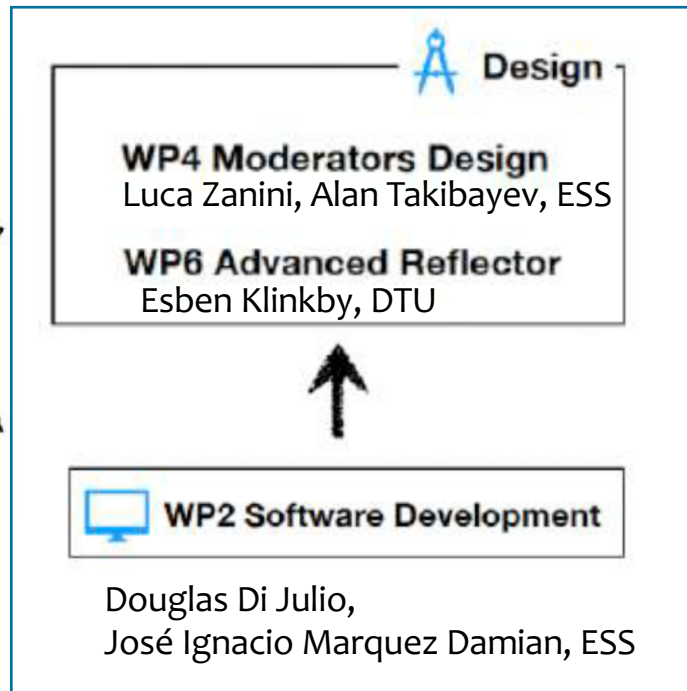 Design
WP4 Moderators Design
Luca Zanini, Alan Takibayev, ESS
WP6 Advanced Reflector
Esben Klinkby, DTU
WP2 Software Development
Douglas Di Julio,
José Ignacio Marquez Damian, ESS